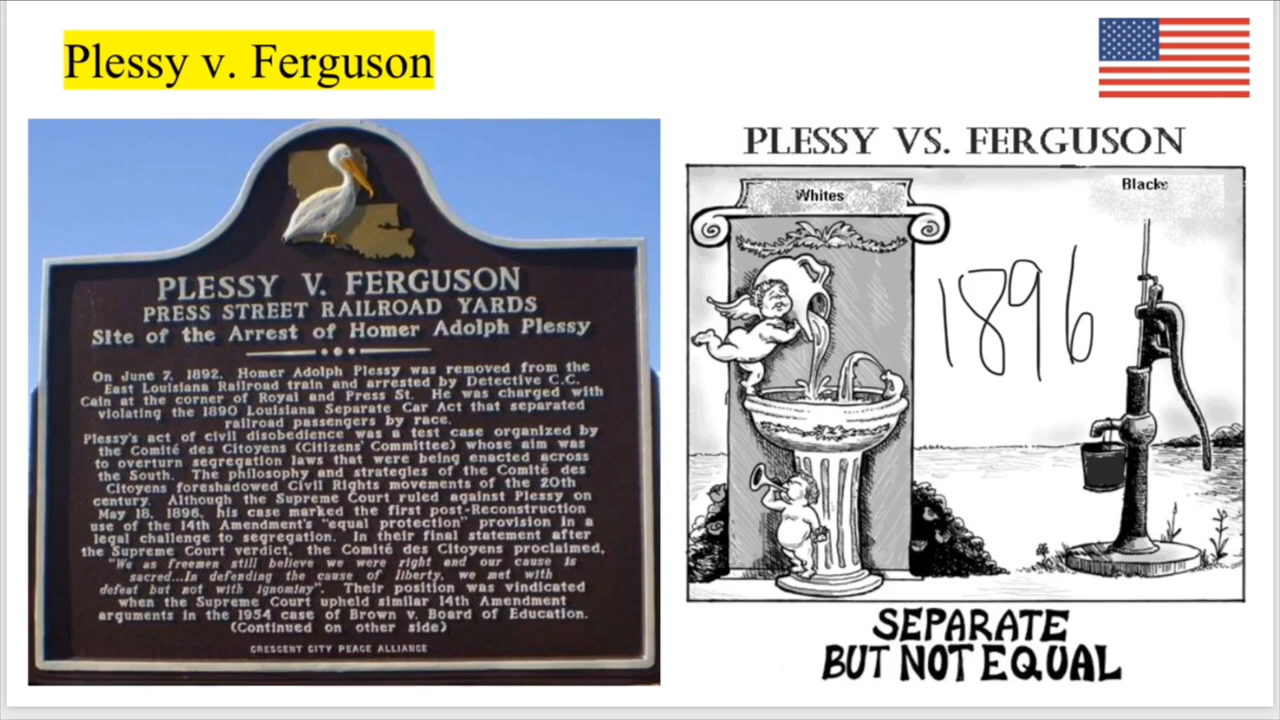 Plessy v. Ferguson
PLESSY V. FERGUSON
PRESS STREET RAILROAD YARDS
Site of the Arrest of Homer Adolph Plessy
On June 7, 1892, Homer Adolph Plessy was removed from the
East Louisiana Railroad train and arrested by Detective C.C.
Cain at the corner of Royal and Press St. He was charged with
violating the 1890 Louisiana Separate Car Act that separated
railroad passengers by race.
Plessy's act of civil disobedience was a test case organized by
the Comité des Citoyens (Citizens' Committee) whose aim was
to overturn segregation laws that were being enacted across
the South. The philosophy and strategies of the Comité des
Citoyens foreshadowed Civil Rights movements of the 20th
century. Although the Supreme Court ruled against Plessy on
May 18, 1896, his case marked the first post-Reconstruction
use of the 14th Amendment's "equal protection" provision in a
legal challenge to segregation. In their final statement after
the Supreme Court verdict, the Comité des Citoyens proclaimed,
"We as freemen still believe we were right and our cause is
sacred...In defending the cause of liberty, we met with
defeat but not with ignominy". Their position was vindicated
when the Supreme Court upheld similar 14th Amendment
arguments in the 1954 case of Brown v. Board of Education.
(Continued on other side)
CRESCENT CITY PEACE ALLIANCE
PLESSY VS. FERGUSON
Whites
Blacks
1896
SEPARATE
BUT NOT EQUAL